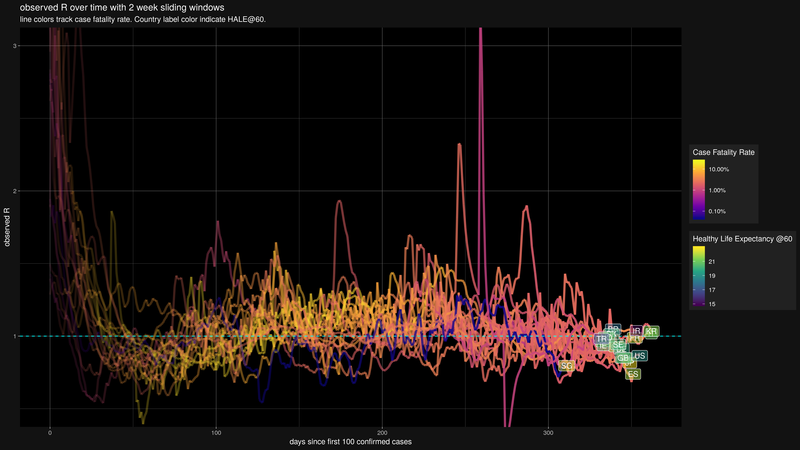 observed R over time with 2 week sliding windows
line colors track case fatality rate. Country label color indicate HALE@60.
3
2
1
observed R
0
100
200
300
days since first 100 confirmed cases
Case Fatality Rate
10.00%
1.00%
0.10%
Healthy Life Expectancy @60
21
19
17
15
IR
KR
TR
SE
GB
US
SG
ES